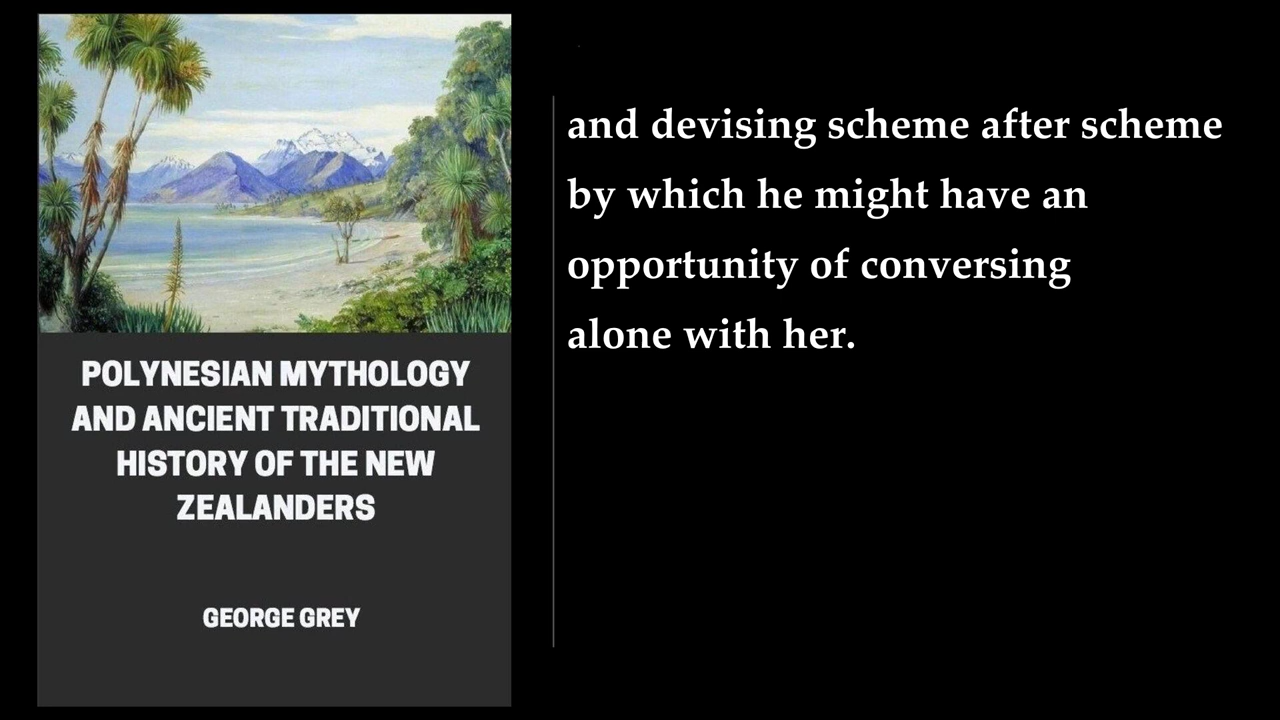 POLYNESIAN MYTHOLOGY
AND ANCIENT TRADITIONAL
HISTORY OF THE NEW
ZEALANDERS
GEORGE GREY
and devising scheme after scheme
by which he might have an
opportunity of conversing
alone with her.